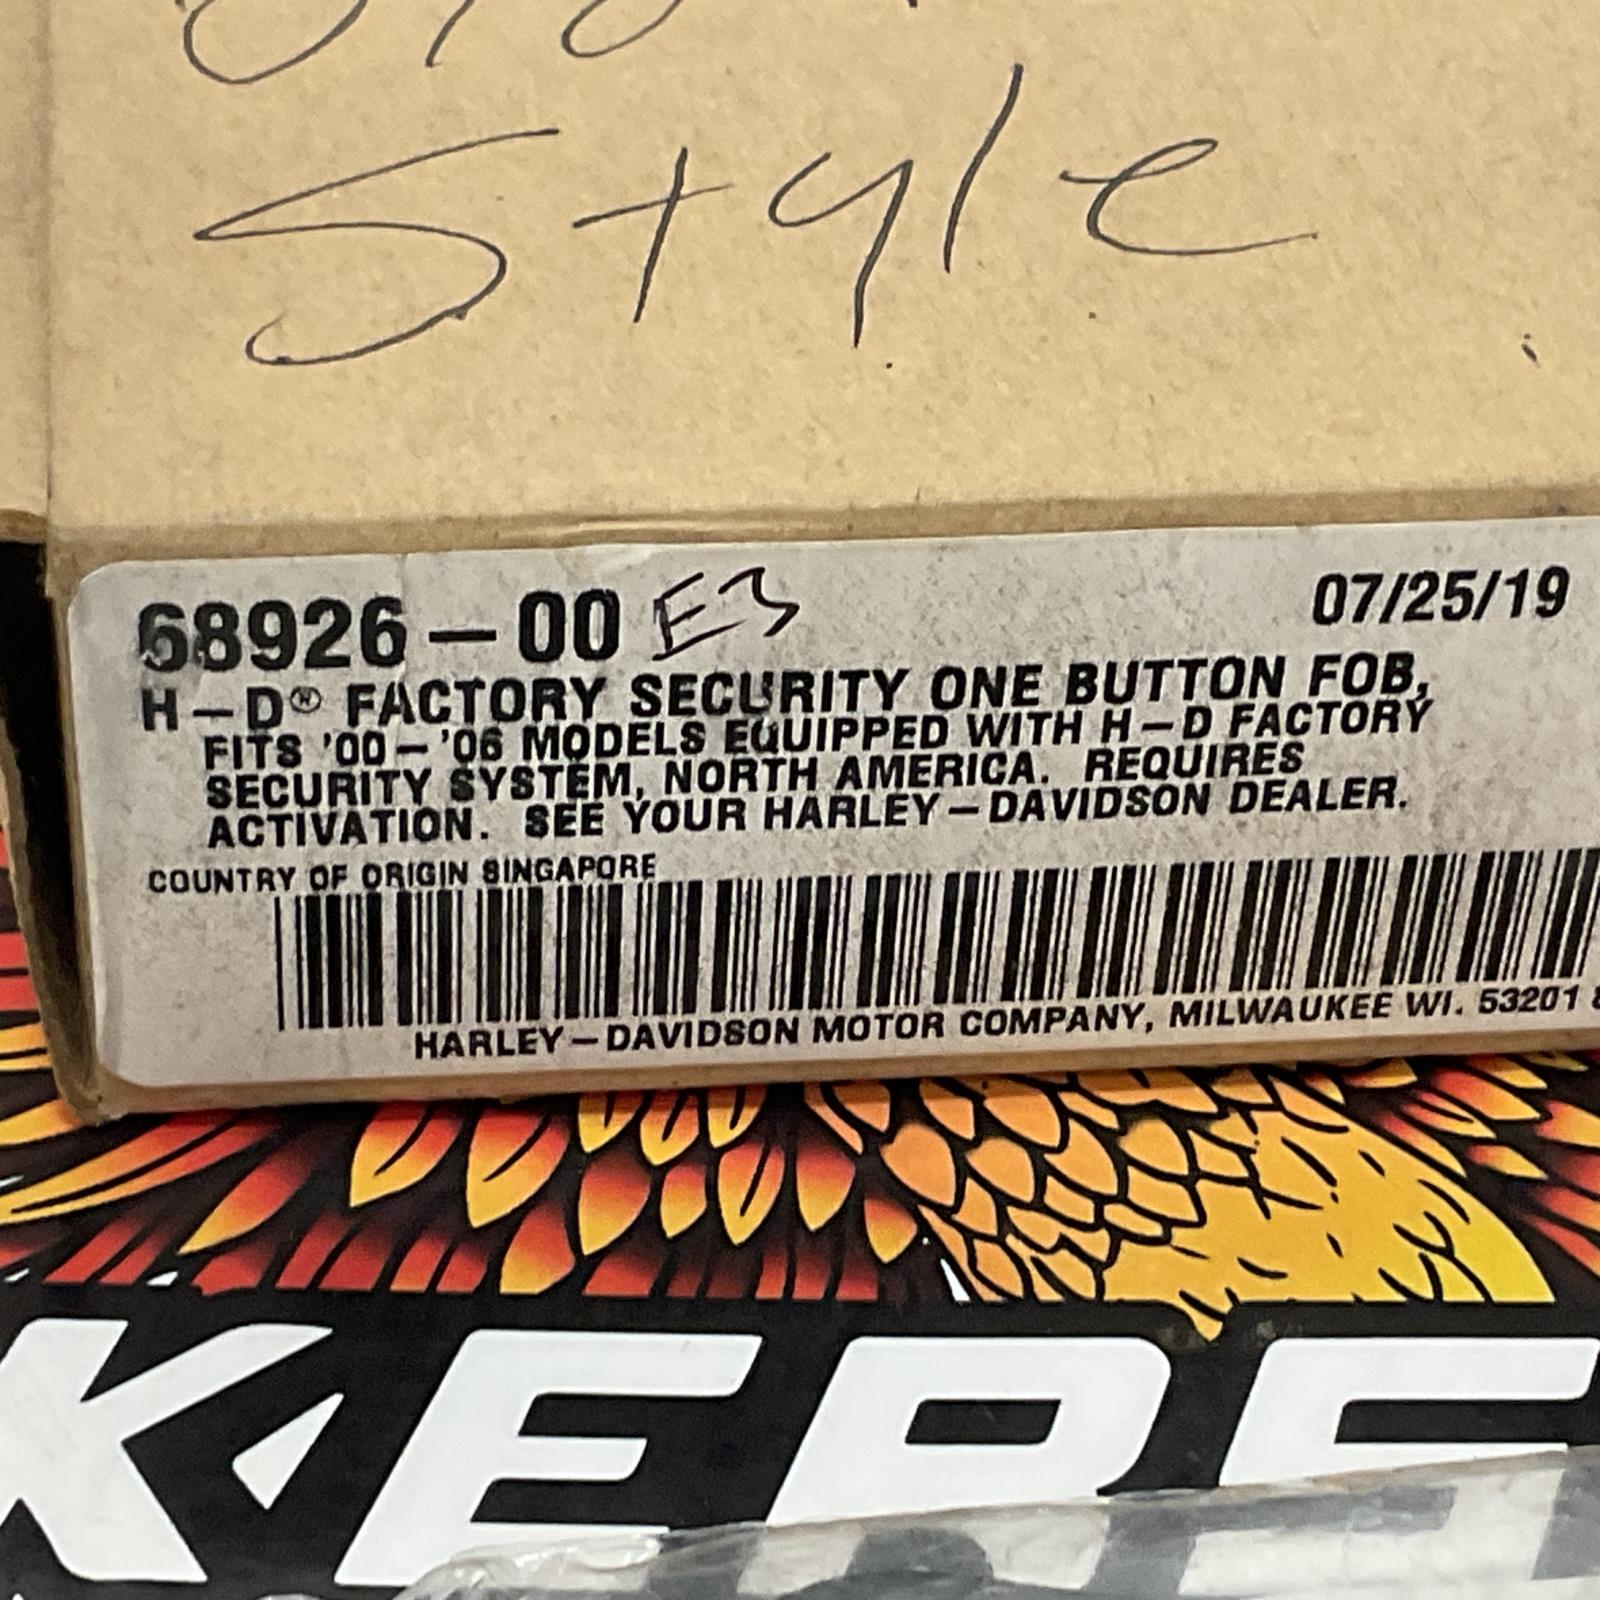 Style
68926-00 E3
07/25/19
H-D® FACTORY SECURITY ONE BUTTON FOB,
FITS '00-'06 MODELS EQUIPPED WITH H-D FACTORY
SECURITY SYSTEM, NORTH AMERICA. REQUIRES
ACTIVATION. SEE YOUR HARLEY-DAVIDSON DEALER.
COUNTRY OF ORIGIN SINGAPORE
HARLEY-DAVIDSON MOTOR COMPANY, MILWAUKEE WI. 53201